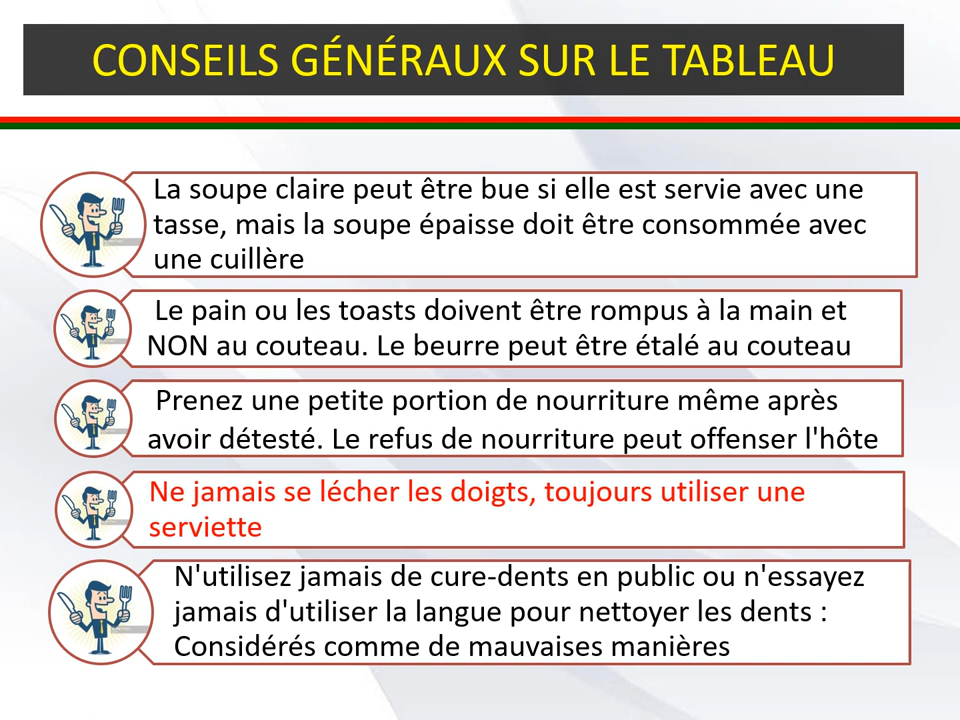 CONSEILS GÉNÉRAUX SUR LE TABLEAU
La soupe claire peut être bue si elle est servie avec une
tasse, mais la soupe épaisse doit être consommée avec
une cuillère
Le pain ou les toasts doivent être rompus à la main et
NON au couteau. Le beurre peut être étalé au couteau
Prenez une petite portion de nourriture même après
avoir détesté. Le refus de nourriture peut offenser l'hôte
Ne jamais se lécher les doigts, toujours utiliser une
serviette
N'utilisez jamais de cure-dents en public ou n'essayez
jamais d'utiliser la langue pour nettoyer les dents :
Considérés comme de mauvaises manières